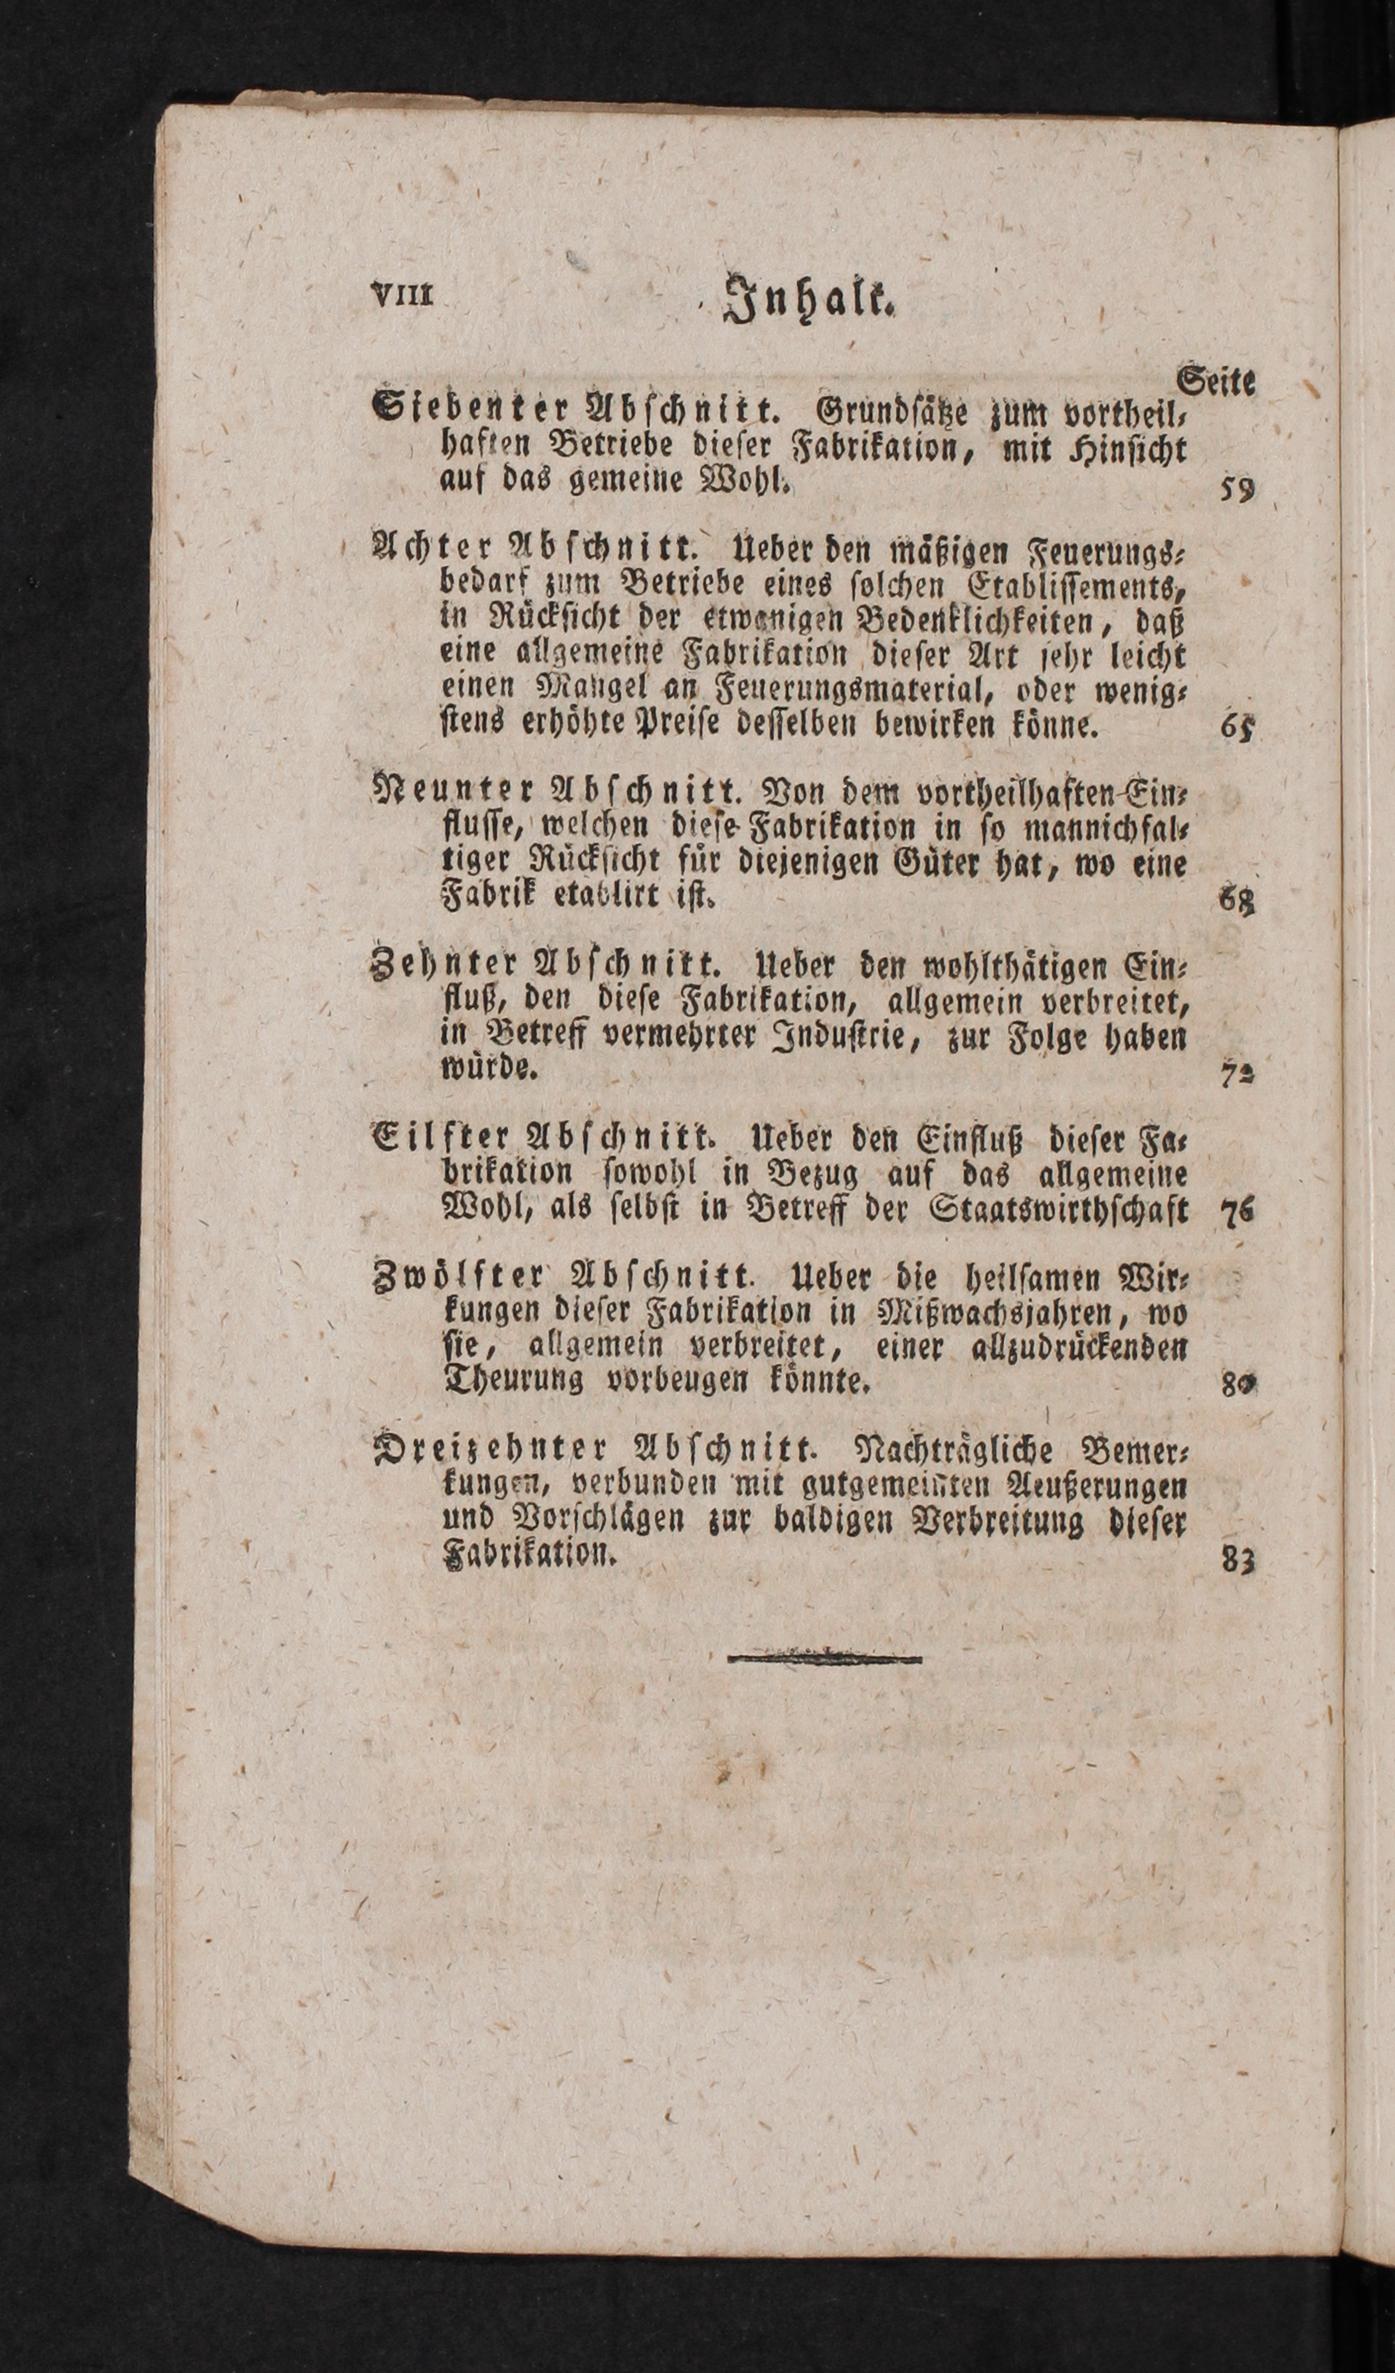 VIII
Inhalt.
Seite
Siebenter Abschnitt. Grundsätze zum vortheil-
haften Betriebe dieser Fabrikation, mit Hinsicht
auf das gemeine Wohl. 59
Achter Abschnitt. Ueber den mäßigen Feuerungs-
bedarf zum Betriebe eines solchen Etablissements,
in Rücksicht der etwanigen Bedenklichkeiten, daß
eine allgemeine Fabrikation dieser Art sehr leicht
einen Mangel an Feuerungsmaterial, oder wenig-
stens erhöhte Preise desselben bewirken könne. 65
Neunter Abschnitt. Von dem vortheilhaften Ein-
flusse, welchen diese Fabrikation in so mannichfal-
tiger Rücksicht für diejenigen Güter hat, wo eine
Fabrik etablirt ist. 68
Zehnter Abschnitt. Ueber den wohlthätigen Ein-
fluß, den diese Fabrikation, allgemein verbreitet,
in Betreff vermehrter Industrie, zur Folge haben
würde. 72
Eilfter Abschnitt. Ueber den Einfluß dieser Fa-
brikation sowohl in Bezug auf das allgemeine
Wohl, als selbst in Betreff der Staatswirthschaft 76
Zwölfter Abschnitt. Ueber die heilsamen Wir-
kungen dieser Fabrikation in Mißwachsjahren, wo
sie, allgemein verbreitet, einer allzudrückenden
Theurung vorbeugen könnte. 80
Dreizehnter Abschnitt. Nachträgliche Bemer-
kungen, verbunden mit gutgemeinten Aeußerungen
und Vorschlägen zur baldigen Verbreitung dieser
Fabrikation. 83